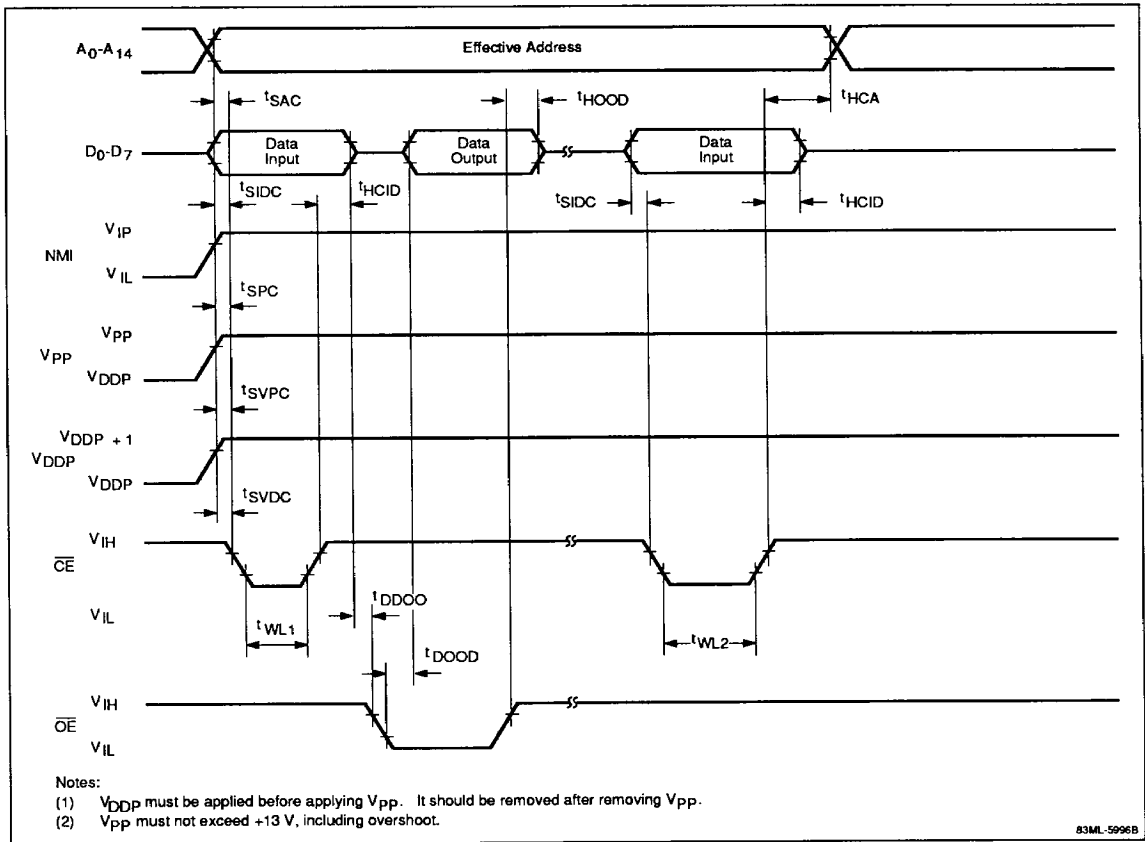 A0-A14
Effective Address
tSAC
tHOOD
tHCA
D0-D7
Data
Input
Data
Output
Data
Input
tSIDC
tHCID
tSIDC
tHCID
NMI
VIP
VIL
tSPC
VPP
VPP
VDDP
tSVPC
VDDP + 1
VDDP
VDDP
tSVDC
CE
VIH
VIL
tWL1
tDDOO
tDOOD
tWL2
OE
VIH
VIL
Notes:
(1) VDDP must be applied before applying VPP. It should be removed after removing VPP.
(2) VPP must not exceed +13 V, including overshoot.
83ML-5996B